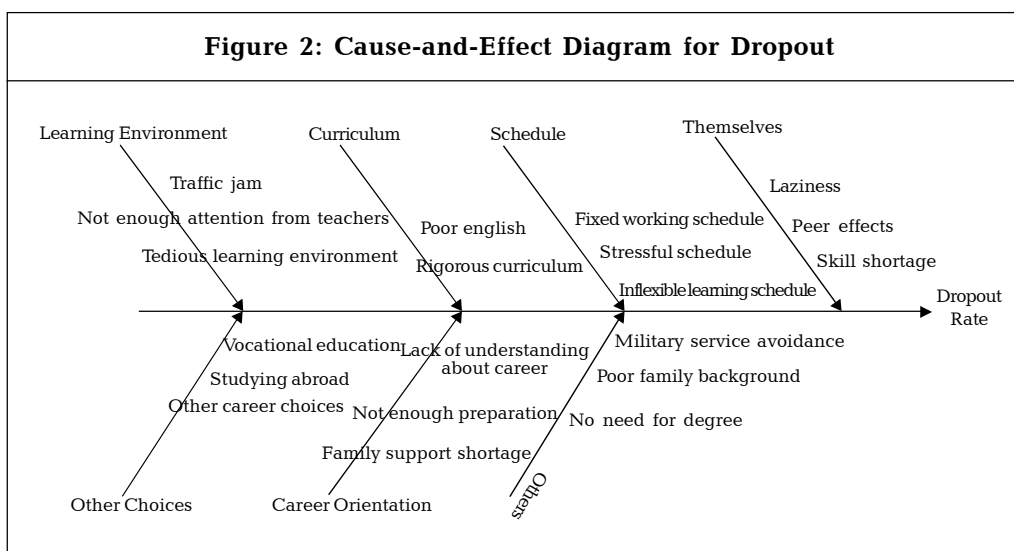 Figure 2: Cause-and-Effect Diagram for Dropout
Learning Environment
Traffic jam
Not enough attention from teachers
Tedious learning environment
Curriculum
Poor english
Rigorous curriculum
Schedule
Fixed working schedule
Stressful schedule
Inflexible learning schedule
Themselves
Laziness
Peer effects
Skill shortage
Dropout
Rate
Vocational education
Studying abroad
Other career choices
Other Choices
Lack of understanding
about career
Not enough preparation
Family support shortage
Career Orientation
Military service avoidance
Poor family background
No need for degree
Others